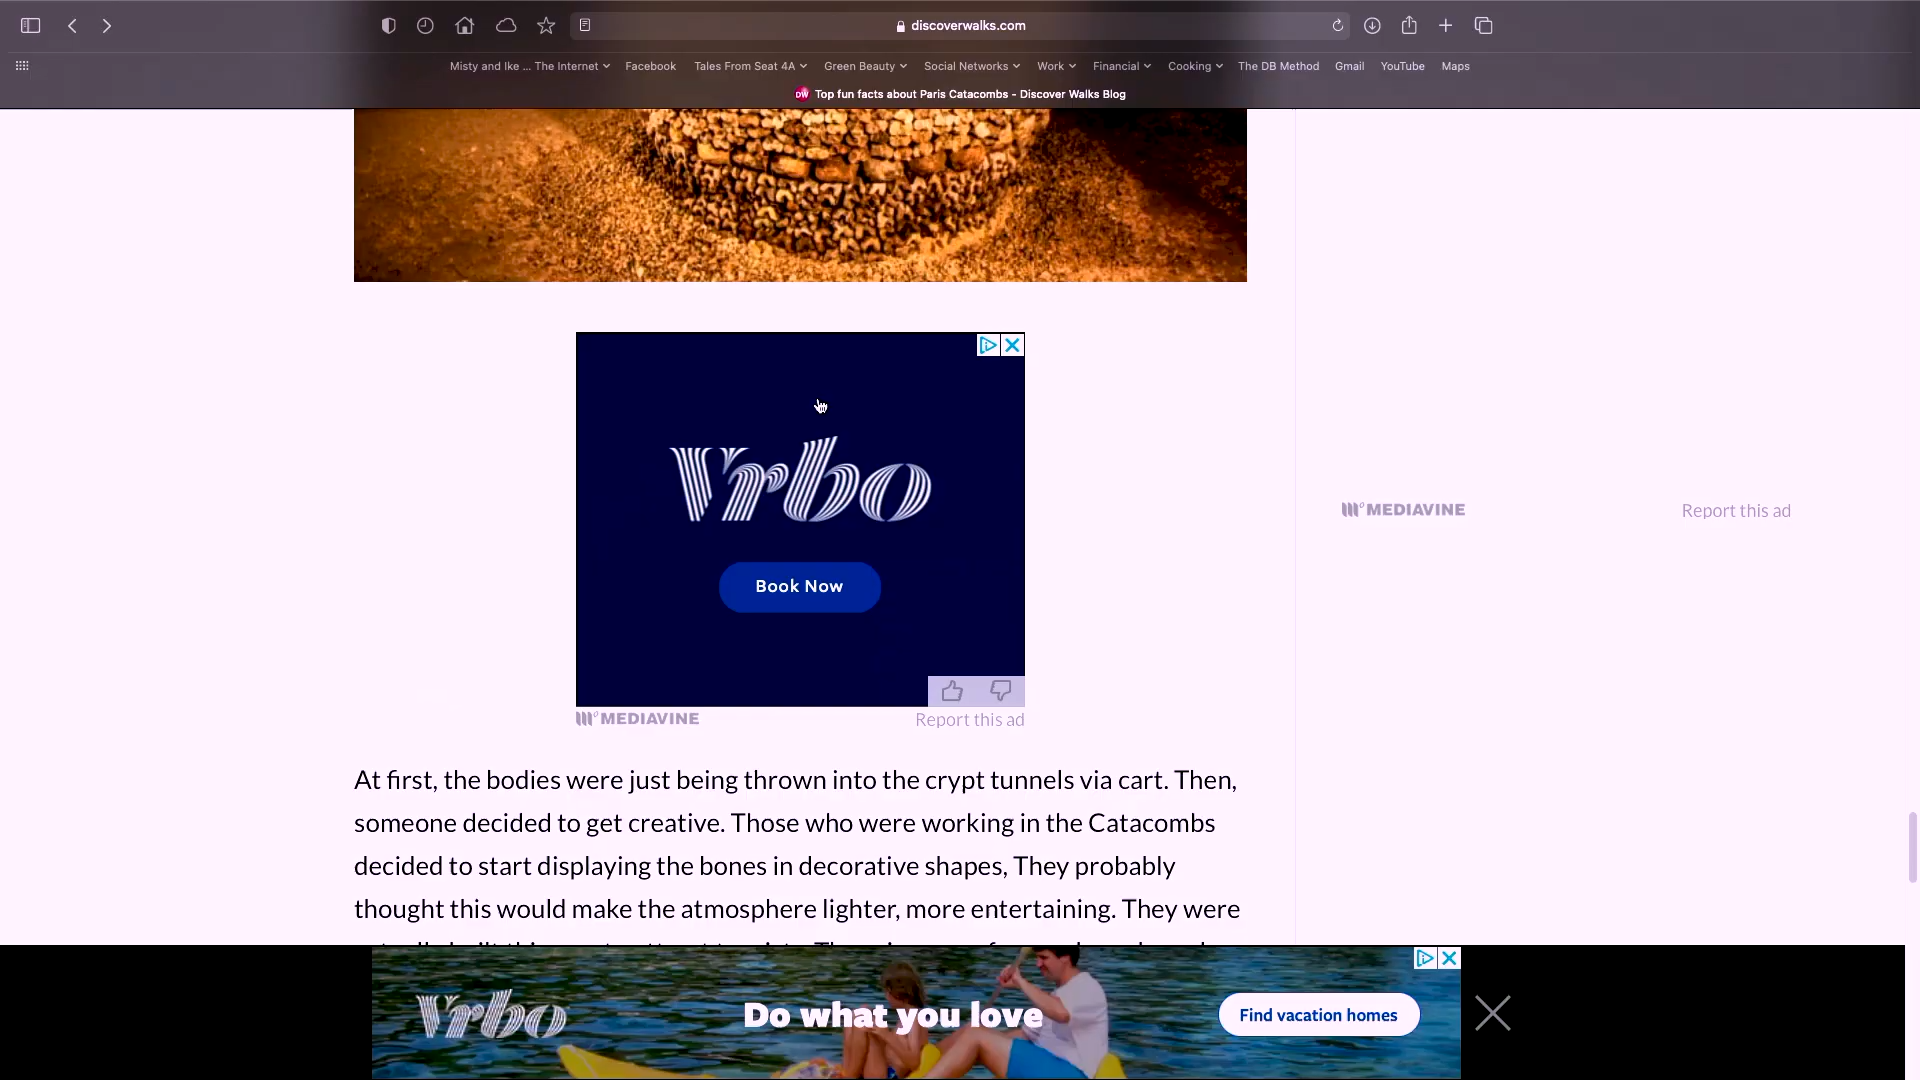 discoverwalks.com
Misty and Ike ... The Internet Facebook Tales From Seat 4A Green Beauty Social Networks Work Financial Cooking The DB Method Gmail YouTube Maps
DW Top fun facts about Paris Catacombs - Discover Walks Blog
Vrbo
Book Now
MEDIAVINE Report this ad
MEDIAVINE Report this ad
At first, the bodies were just being thrown into the crypt tunnels via cart. Then,
someone decided to get creative. Those who were working in the Catacombs
decided to start displaying the bones in decorative shapes, They probably
thought this would make the atmosphere lighter, more entertaining. They were
Vrbo Do what you love Find vacation homes